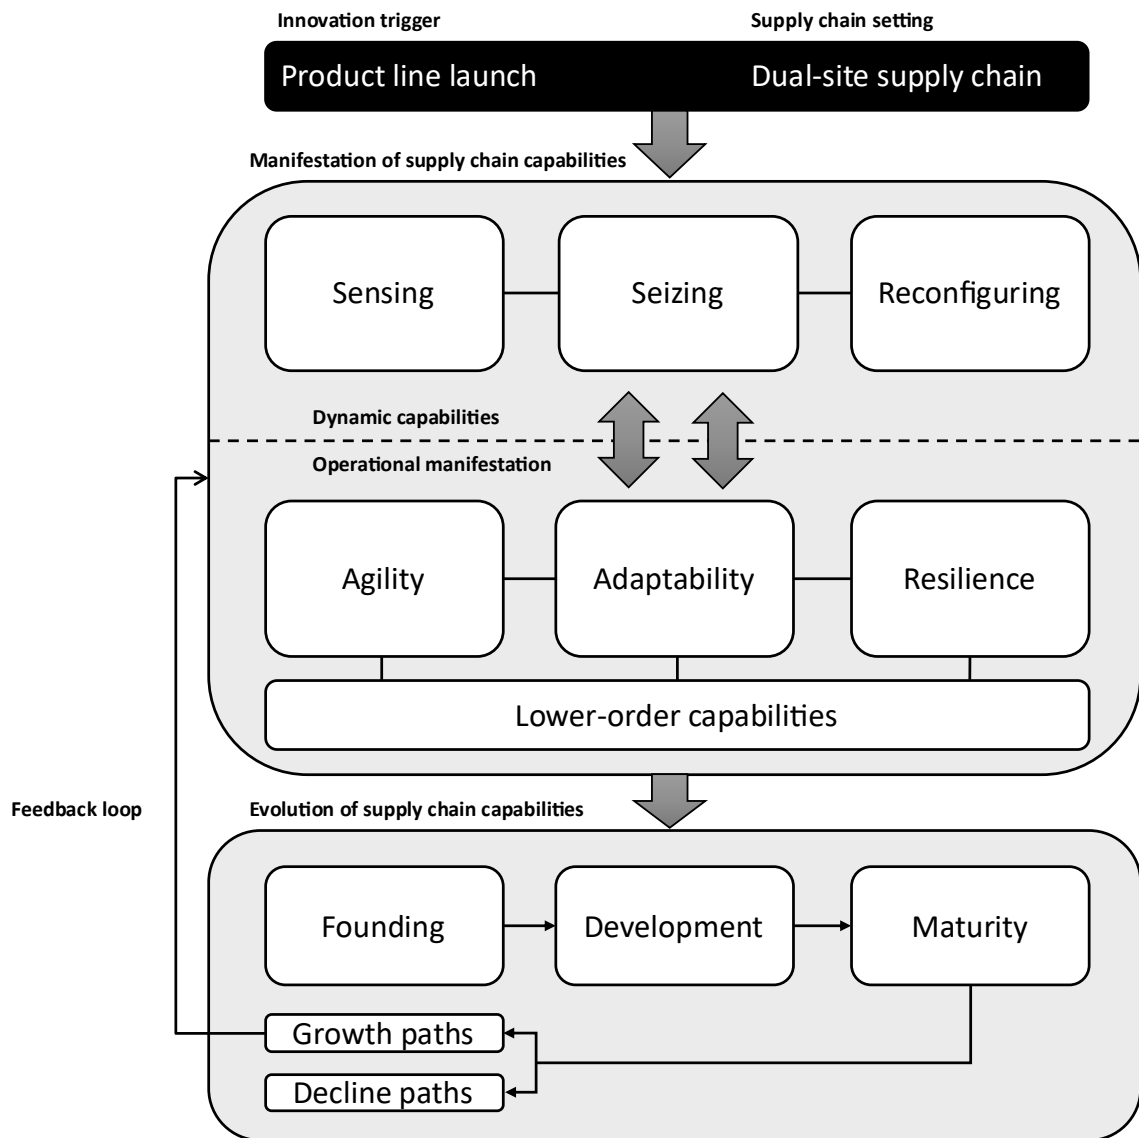 Innovation trigger
Supply chain setting
Product line launch
Dual-site supply chain
Manifestation of supply chain capabilities
Sensing
Seizing
Reconfiguring
Dynamic capabilities
Operational manifestation
Agility
Adaptability
Resilience
Lower-order capabilities
Feedback loop
Evolution of supply chain capabilities
Founding
Development
Maturity
Growth paths
Decline paths